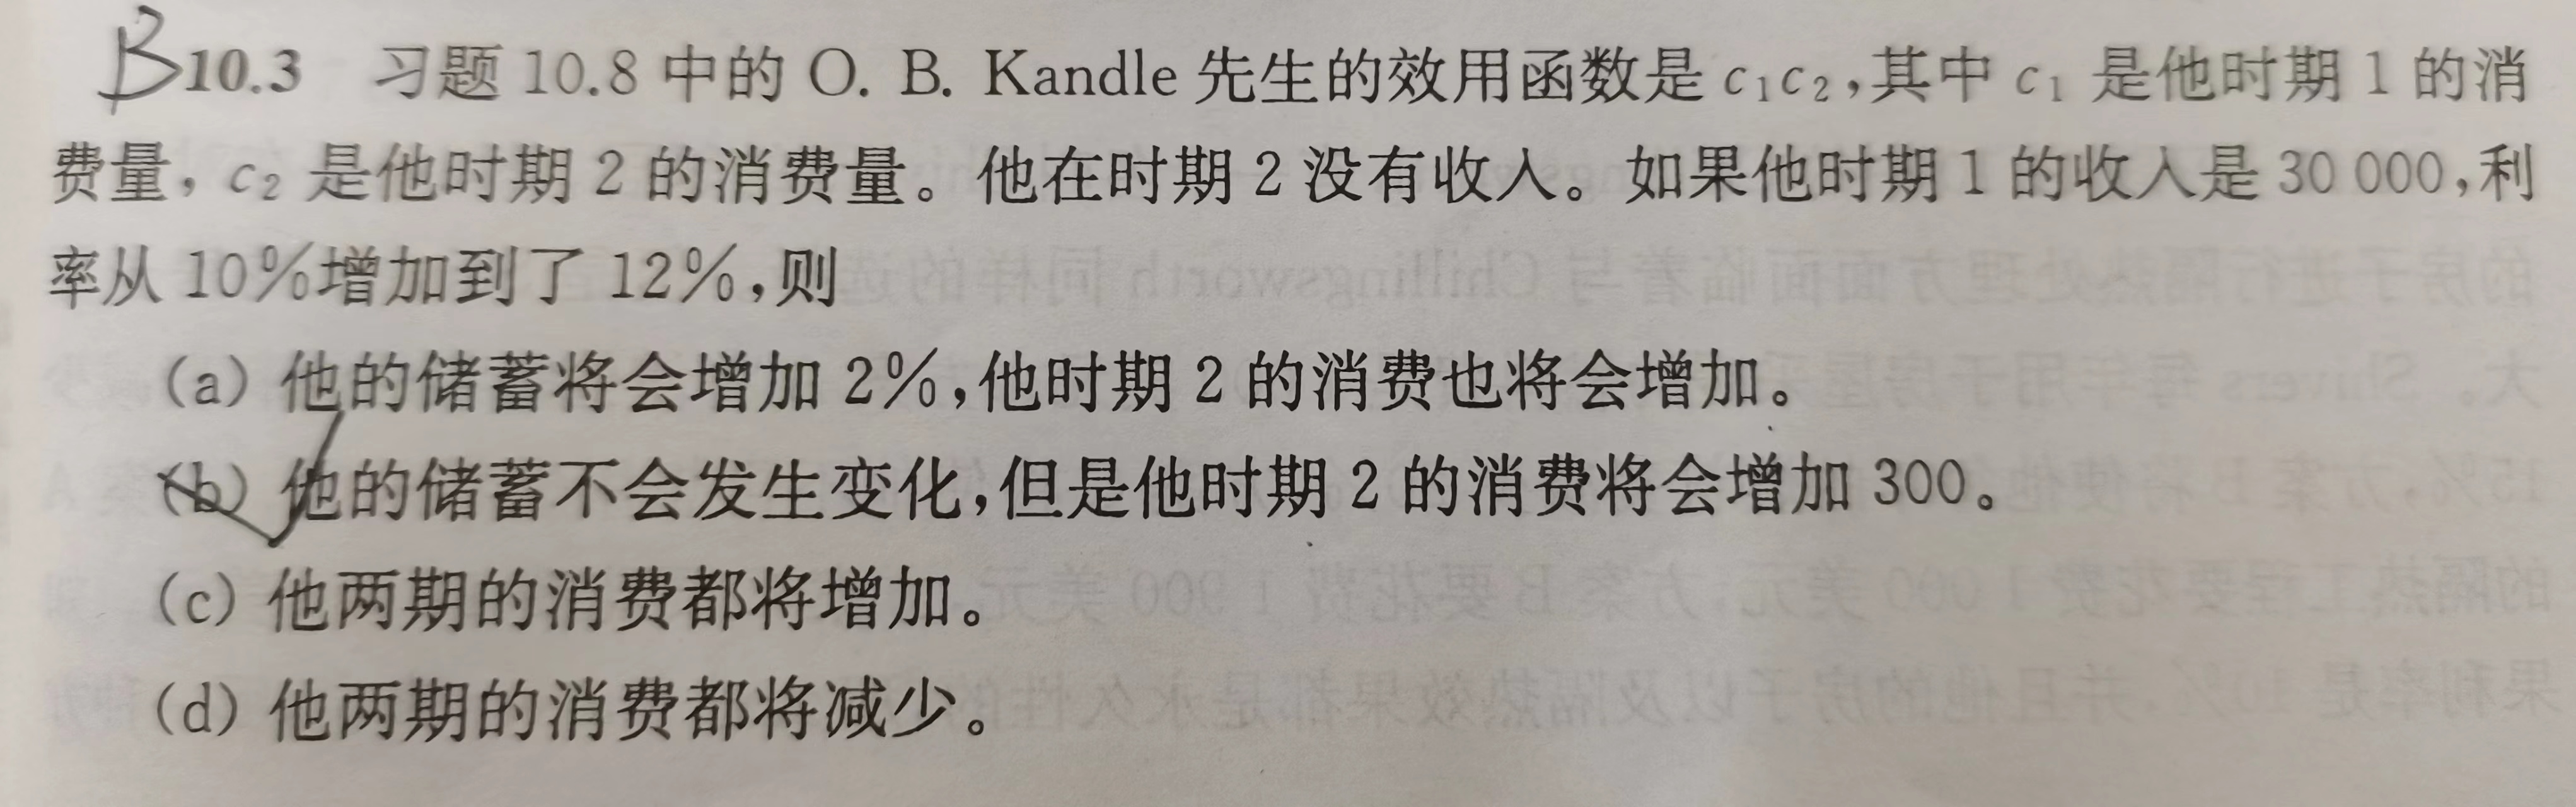 B10.3 习题 10.8 中的 O. B. Kandle 先生的效用函数是 c₁c₂,其中 c₁ 是他时期 1 的消
费量，c₂ 是他时期 2 的消费量。他在时期 2 没有收入。如果他时期 1 的收入是 30 000,利
率从 10%增加到了 12%,则
(a) 他的储蓄将会增加 2%,他时期 2 的消费也将会增加。
(b) 他的储蓄不会发生变化,但是他时期 2 的消费将会增加 300。
(c) 他两期的消费都将增加。
(d) 他两期的消费都将减少。